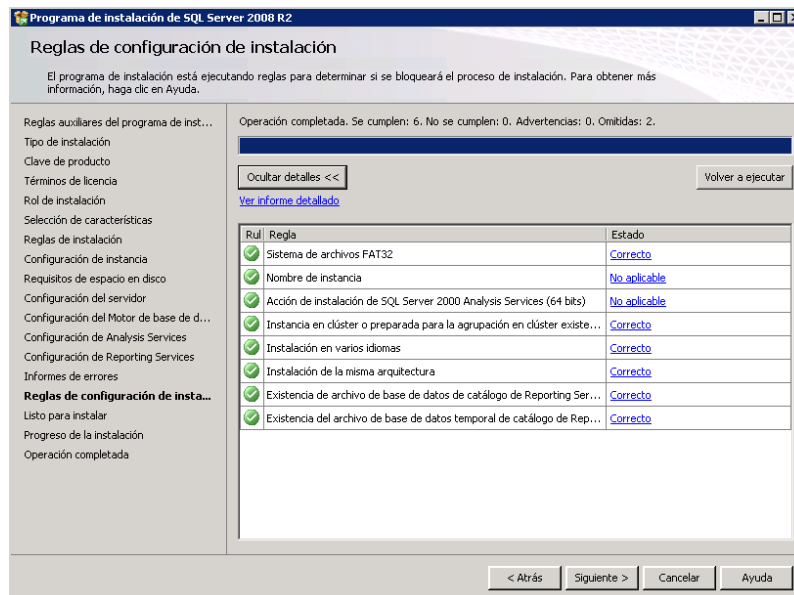 Programa de instalación de SQL Server 2008 R2
Reglas de configuración de instalación
El programa de instalación está ejecutando reglas para determinar si se bloqueará el proceso de instalación. Para obtener más
información, haga clic en Ayuda.
Reglas auxiliares del programa de inst...
Tipo de instalación
Clave de producto
Términos de licencia
Rol de instalación
Selección de características
Reglas de instalación
Configuración de instancia
Requisitos de espacio en disco
Configuración del servidor
Configuración del Motor de base de d...
Configuración de Analysis Services
Configuración de Reporting Services
Informes de errores
Reglas de configuración de insta...
Listo para instalar
Progreso de la instalación
Operación completada
Operación completada. Se cumplen: 6. No se cumplen: 0. Advertencias: 0. Omitidas: 2.
Ocultar detalles <<
Volver a ejecutar
Ver informe detallado
Rul Regla Estado
Sistema de archivos FAT32 Correcto
Nombre de instancia No aplicable
Acción de instalación de SQL Server 2000 Analysis Services (64 bits) No aplicable
Instancia en clúster o preparada para la agrupación en clúster existe... Correcto
Instalación en varios idiomas Correcto
Instalación de la misma arquitectura Correcto
Existencia de archivo de base de datos de catálogo de Reporting Ser... Correcto
Existencia del archivo de base de datos temporal de catálogo de Rep... Correcto
< Atrás Siguiente > Cancelar Ayuda